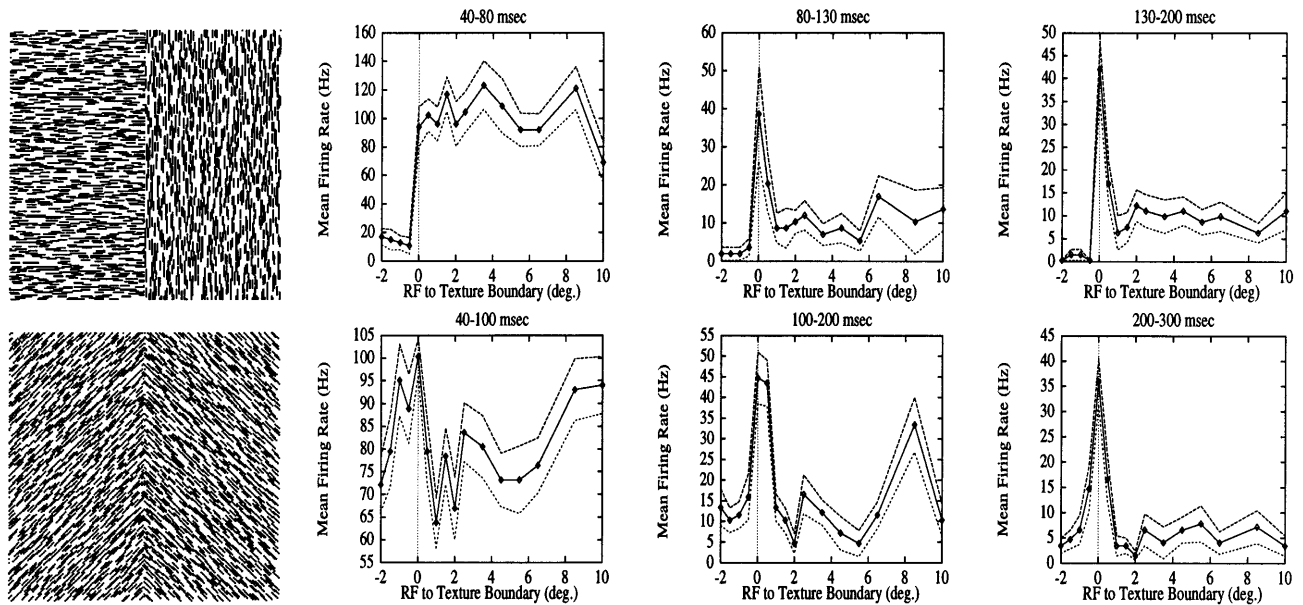 40-80 msec
160
140
120
100
80
60
40
20
0
Mean Firing Rate (Hz)
-2 0 2 4 6 8 10
RF to Texture Boundary (deg.)
80-130 msec
60
50
40
30
20
10
0
Mean Firing Rate (Hz)
-2 0 2 4 6 8 10
RF to Texture Boundary (deg.)
130-200 msec
50
45
40
35
30
25
20
15
10
5
0
Mean Firing Rate (Hz)
-2 0 2 4 6 8 10
RF to Texture Boundary (deg.)
40-100 msec
105
100
95
90
85
80
75
70
65
60
55
Mean Firing Rate (Hz)
-2 0 2 4 6 8 10
RF to Texture Boundary (deg.)
100-200 msec
55
50
45
40
35
30
25
20
15
10
5
0
Mean Firing Rate (Hz)
-2 0 2 4 6 8 10
RF to Texture Boundary (deg.)
200-300 msec
45
40
35
30
25
20
15
10
5
0
Mean Firing Rate (Hz)
-2 0 2 4 6 8 10
RF to Texture Boundary (deg.)